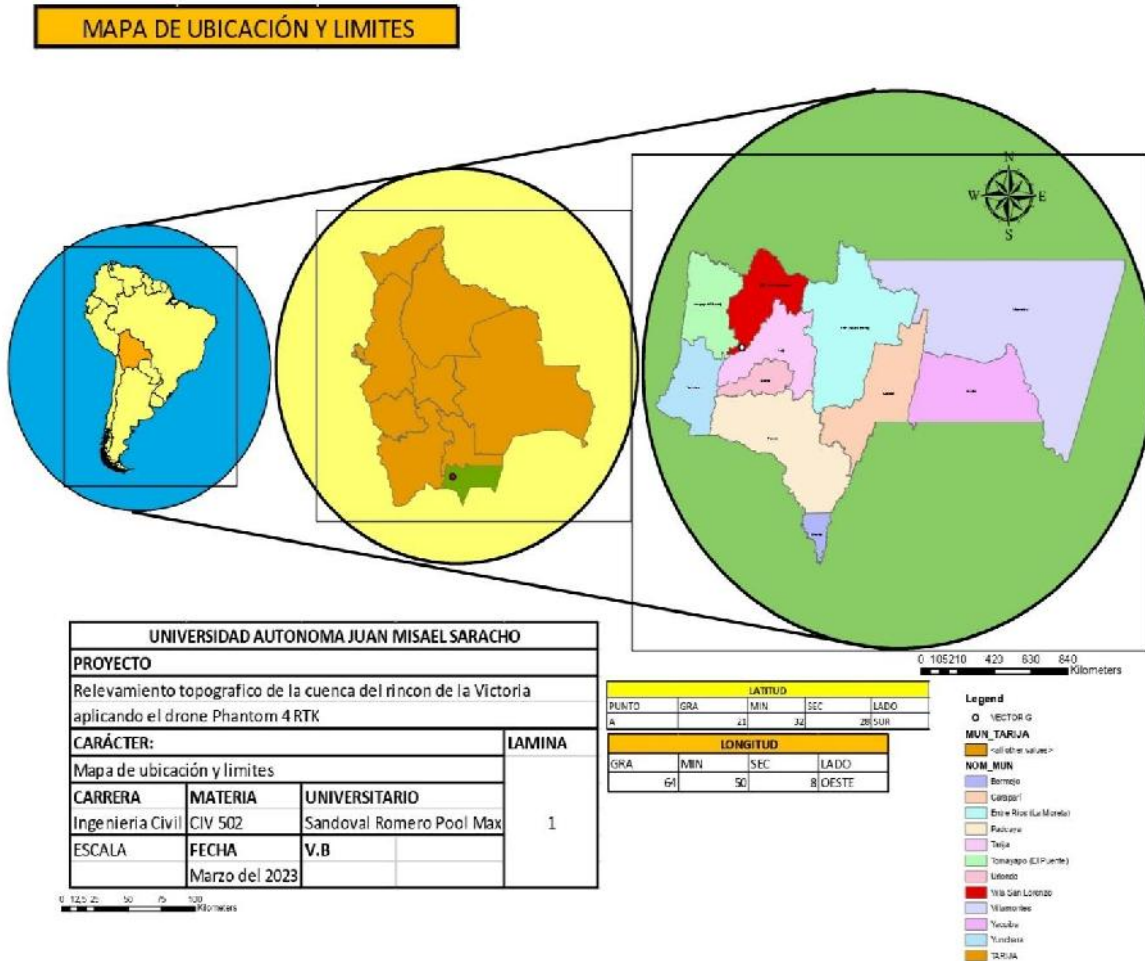 MAPA DE UBICACIÓN Y LIMITES
N
W E
S
UNIVERSIDAD AUTONOMA JUAN MISAEL SARACHO
PROYECTO
Relevamiento topografico de la cuenca del rincon de la Victoria
aplicando el drone Phantom 4 RTK
CARÁCTER: LAMINA
Mapa de ubicación y limites
CARRERA MATERIA UNIVERSITARIO
Ingenieria Civil CIV 502 Sandoval Romero Pool Max 1
ESCALA FECHA V.B
Marzo del 2023
0 12,5 25 50 75 100
Kilometers
LATITUD
PUNTO GRA MIN SEC LADO
A 21 32 28 SUR
LONGITUD
GRA MIN SEC LADO
64 50 8 OESTE
0 105210 420 630 840
Kilometers
Legend
VECTOR G
MUN_TARIJA
<all other values>
NOM_MUN
Bermejo
Caraparí
Entre Rios (La Moreta)
Padcaya
Tarija
Tomayapo (El Puente)
Uriondo
Villa San Lorenzo
Villamontes
Yacuiba
Yunchara
TARIJA